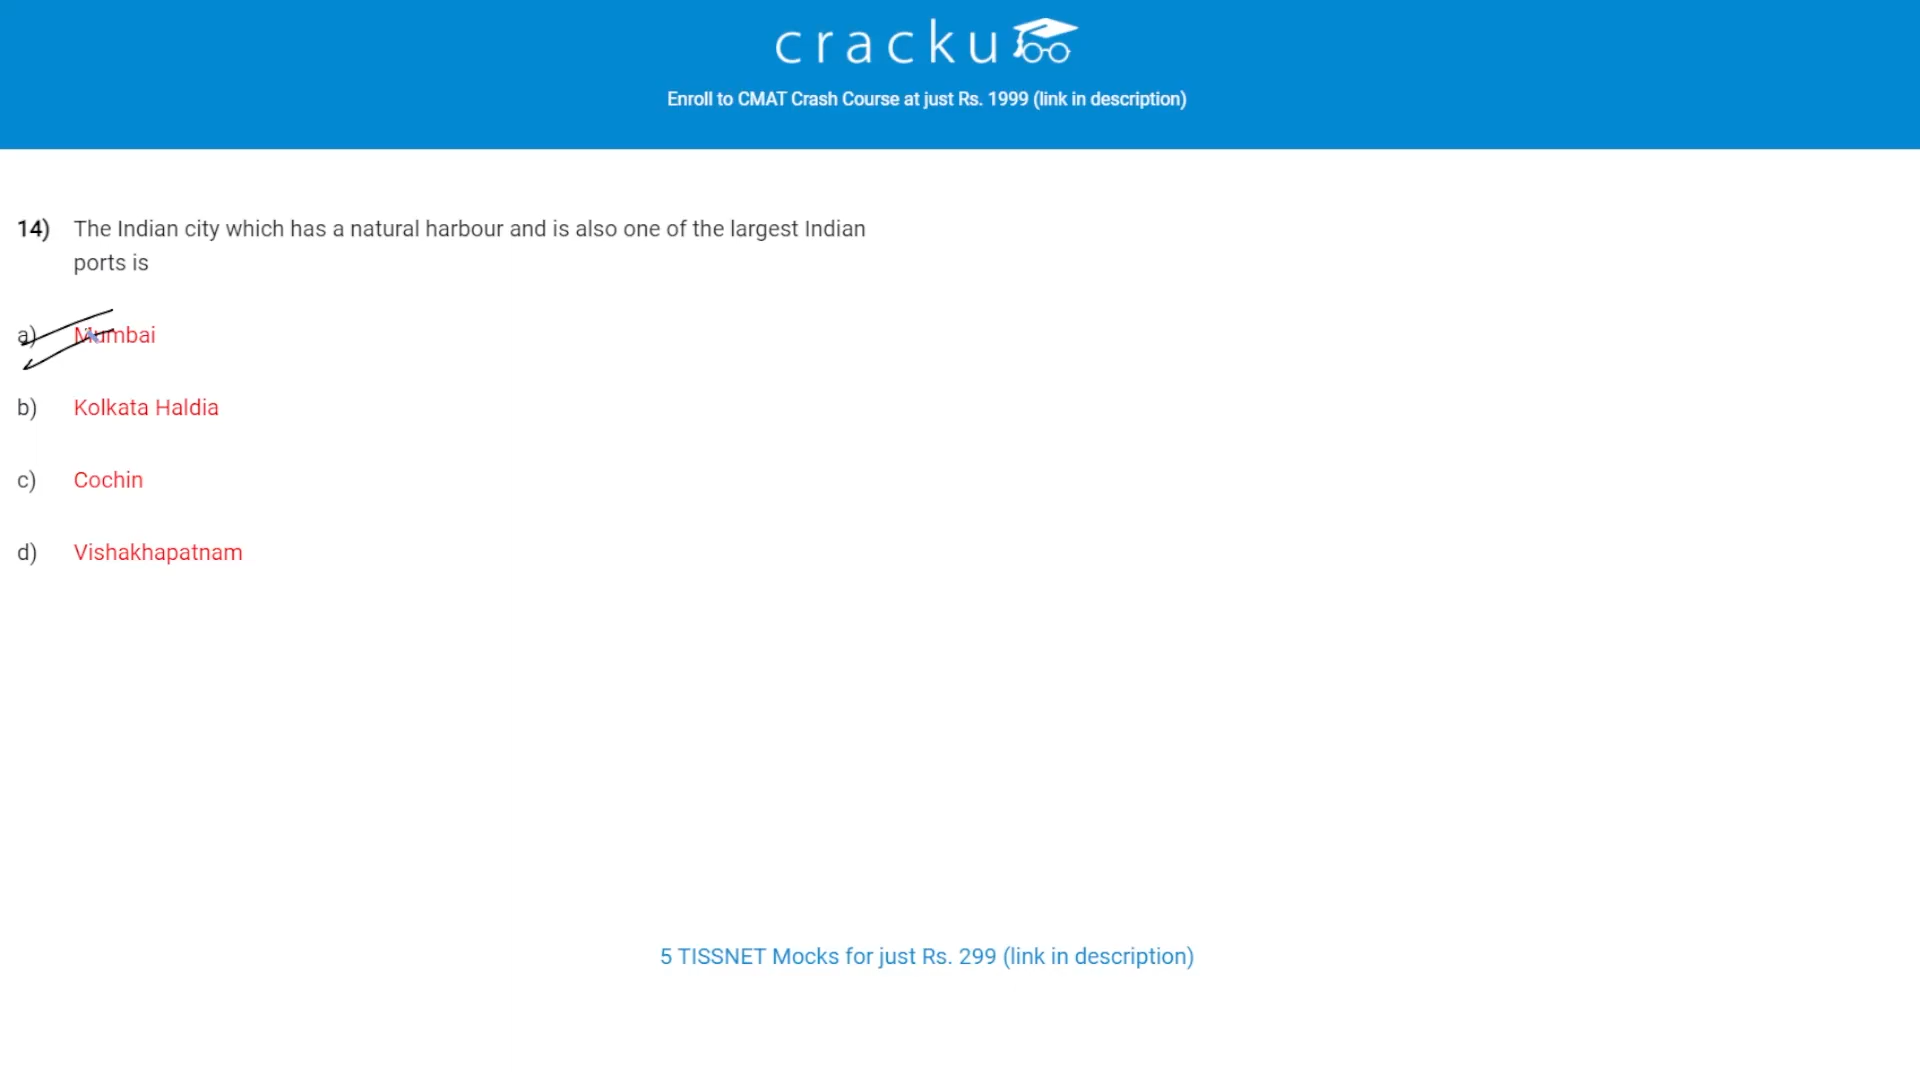 cracku
Enroll to CMAT Crash Course at just Rs. 1999 (link in description)
14) The Indian city which has a natural harbour and is also one of the largest Indian
ports is
a) Mumbai
b) Kolkata Haldia
c) Cochin
d) Vishakhapatnam
5 TISSNET Mocks for just Rs. 299 (link in description)